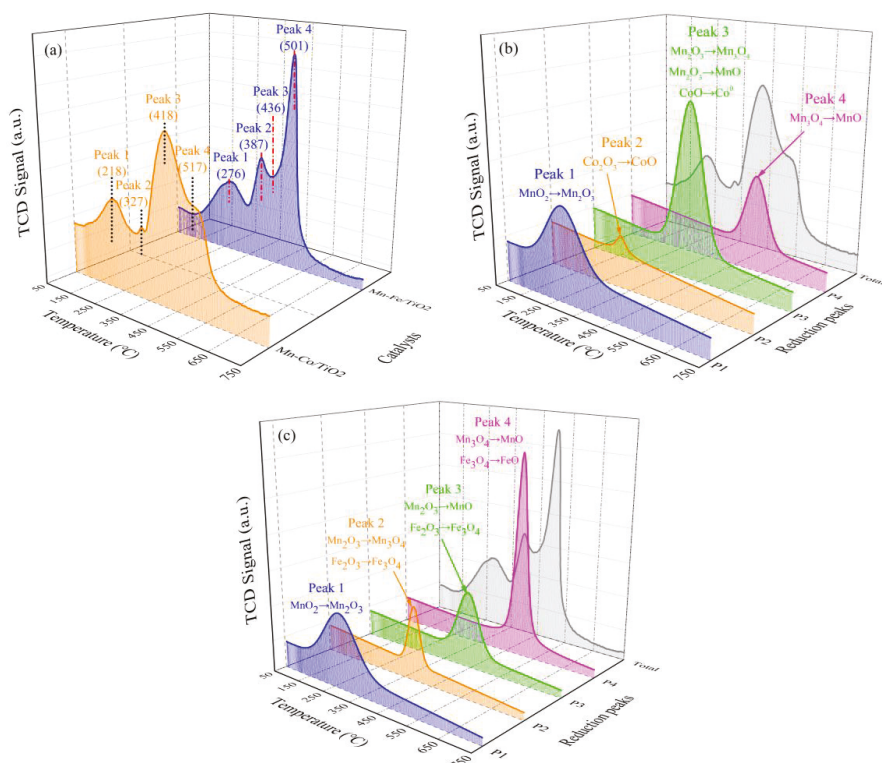 (a)
Peak 4
(501)
Peak 3
(418)
Peak 3
(436)
Peak 2
(387)
Peak 1
(218)
Peak 4
(517)
Peak 1
(276)
Peak 2
(327)
TCD Signal (a.u.)
50
150
250
350
450
550
650
750
Temperature (°C)
Mn-Fe/TiO2
Mn-Co/TiO2
Catalysts
(b)
Peak 3
Mn2O3→Mn3O4
Mn2O3→MnO
CoO→Co⁰
Peak 4
Mn3O4→MnO
Peak 2
Co3O4→CoO
Peak 1
MnO2→Mn2O3
TCD Signal (a.u.)
50
150
250
350
450
550
650
750
Temperature (°C)
P1
P2
P3
P4
Total
Reduction peaks
(c)
Peak 4
Mn3O4→MnO
Fe3O4→FeO
Peak 3
Mn2O3→MnO
Fe2O3→Fe3O4
Peak 2
Mn2O3→Mn3O4
Fe2O3→Fe3O4
Peak 1
MnO2→Mn2O3
TCD Signal (a.u.)
50
150
250
350
450
550
650
750
Temperature (°C)
P1
P2
P3
P4
Total
Reduction peaks